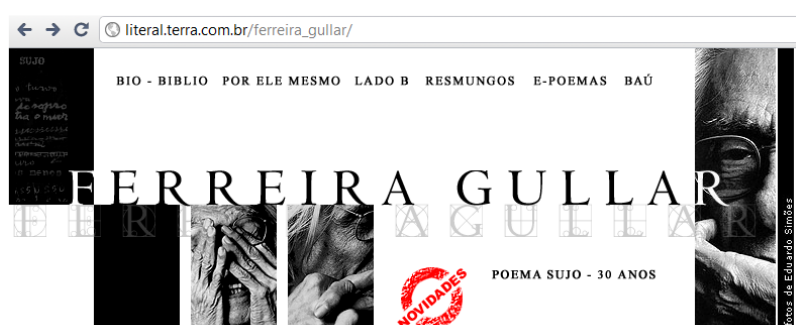 literal.terra.com.br/ferreira_gullar/
SUJO
BIO - BIBLIO POR ELE MESMO LADO B RESMUNGOS E-POEMAS BAÚ
FERREIRA GULLAR
POEMA SUJO - 30 ANOS
NOVIDADES
fotos de Eduardo Simões